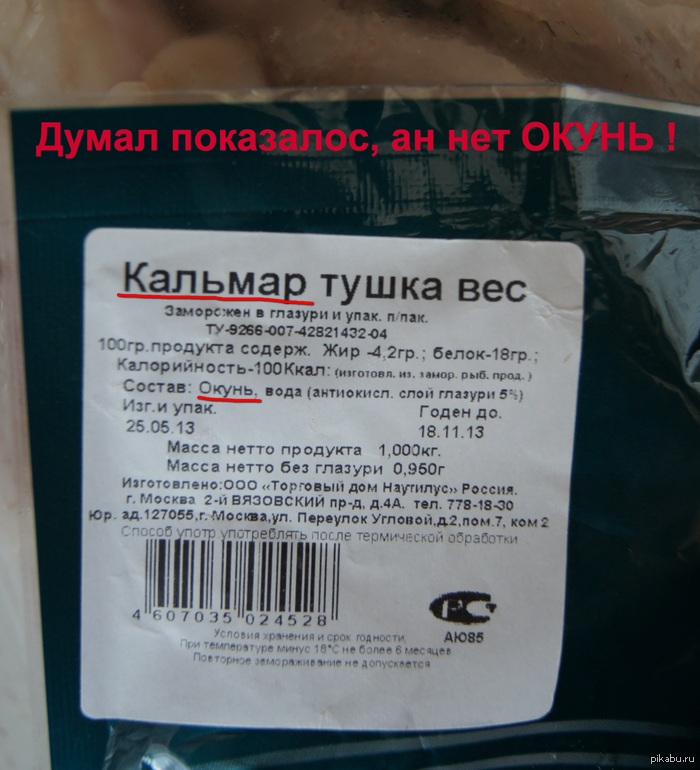 Думал показалос, ан нет ОКУНЬ !
Кальмар тушка вес
Заморожен в глазури и упак. п/пак.
ТУ-9266-007-42821432-04
100гр.продукта содерж. Жир -4,2гр.; белок-18гр.;
Калорийность-100Ккал: (изготовл. из. замор. рыб. прод. )
Состав: Окунь, вода (антиокисл. слой глазури 5%)
Изг.и упак. Годен до.
25.05.13 18.11.13
Масса нетто продукта 1,000кг.
Масса нетто без глазури 0,950г
Изготовлено:ООО «Торговый дом Наутилус» Россия.
г. Москва 2-й ВЯЗОВСКИЙ пр-д, д.4А. тел. 778-18-30
Юр. ад.127055,г. Москва,ул. Переулок Угловой,д.2,пом.7, ком 2
Способ употр употреблять после термической обработки
4 607035 024528
РС
АЮ85
Условия хранения и срок годности,
При температуре минус 18°С не более 6 месяцев
Повторное замораживание не допускается
pikabu.ru